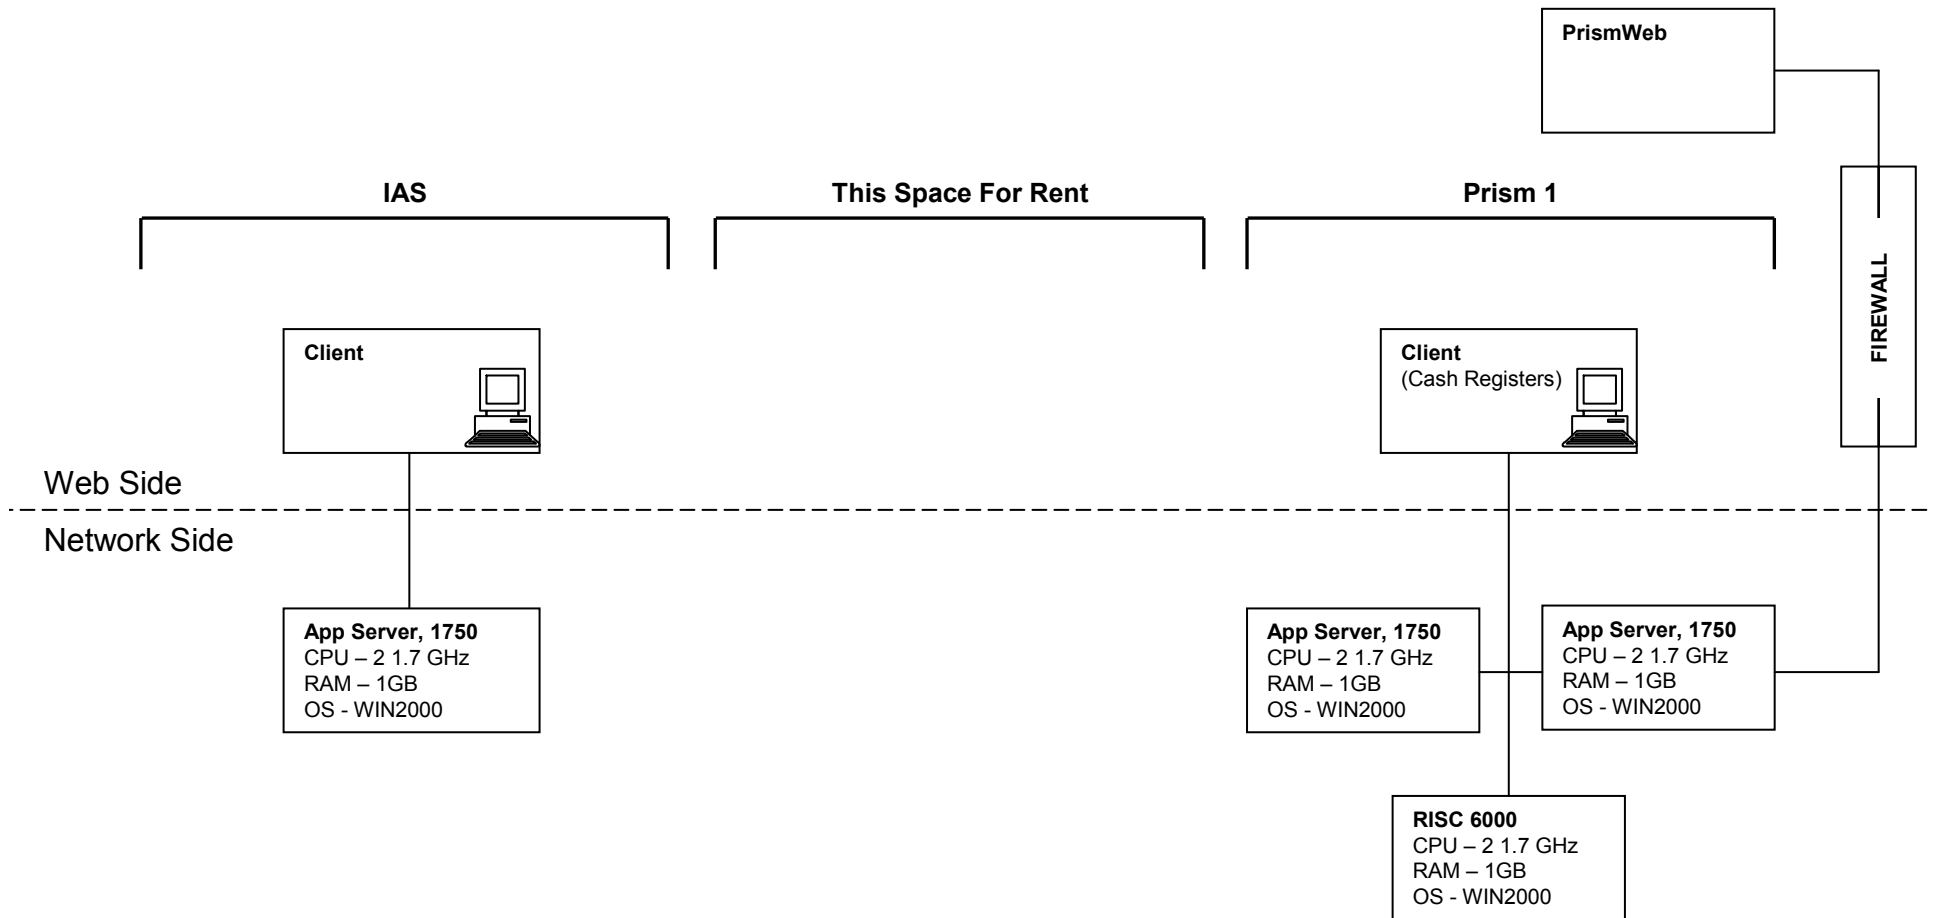 PrismWeb
IAS
This Space For Rent
Prism 1
FIREWALL
Client
Client
(Cash Registers)
Web Side
Network Side
App Server, 1750
CPU – 2 1.7 GHz
RAM – 1GB
OS - WIN2000
App Server, 1750
CPU – 2 1.7 GHz
RAM – 1GB
OS - WIN2000
App Server, 1750
CPU – 2 1.7 GHz
RAM – 1GB
OS - WIN2000
RISC 6000
CPU – 2 1.7 GHz
RAM – 1GB
OS - WIN2000